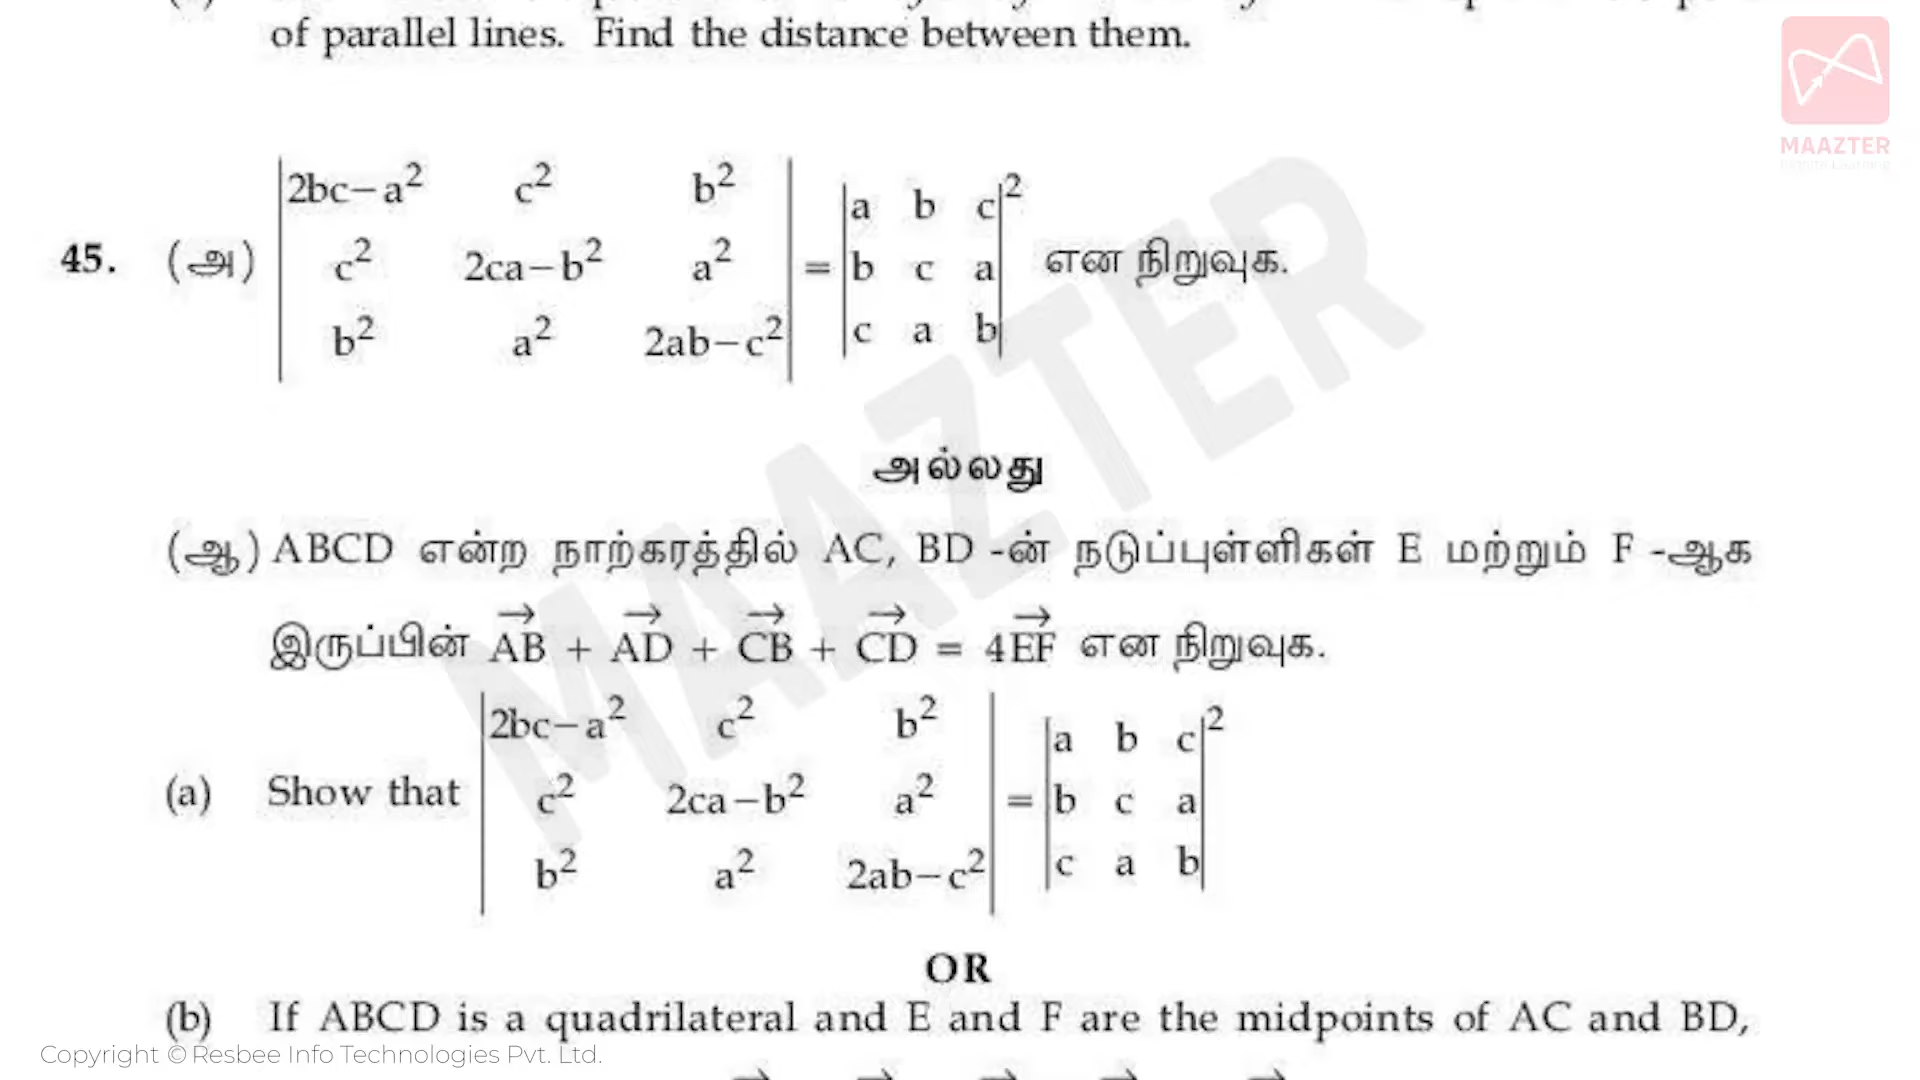 of parallel lines. Find the distance between them.
MAAZTER
45. (அ) |2bc−a² c² b²| |a b c|²
c² 2ca−b² a² = b c a என நிறுவுக.
b² a² 2ab−c² c a b
அல்லது
(ஆ) ABCD என்ற நாற்கரத்தில் AC, BD -ன் நடுப்புள்ளிகள் E மற்றும் F -ஆக
இருப்பின் →AB + →AD + →CB + →CD = 4→EF என நிறுவுக.
MAAZTER
|2bc−a² c² b²| |a b c|²
(a) Show that c² 2ca−b² a² = b c a
b² a² 2ab−c² c a b
OR
(b) If ABCD is a quadrilateral and E and F are the midpoints of AC and BD,
Copyright © Resbee Info Technologies Pvt. Ltd.